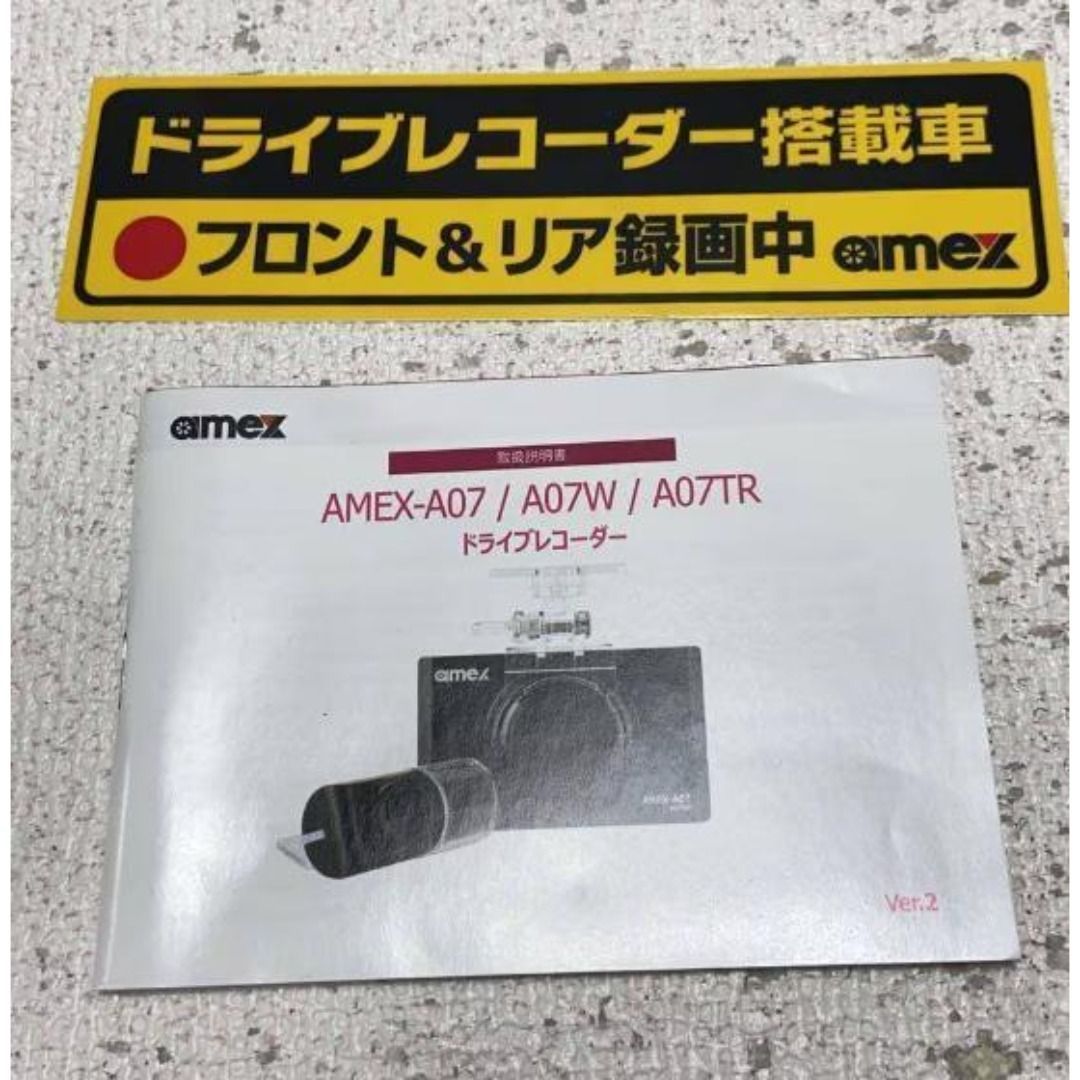 ドライブレコーダー搭載車
フロント&リア録画中 amex
amex
取扱説明書
AMEX-A07 / A07W / A07TR
ドライブレコーダー
amex
AMEX-A07
Ver.2